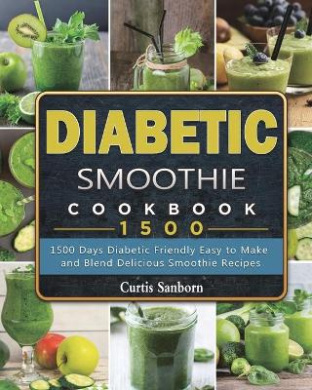 DIABETIC
SMOOTHIE
COOKBOOK
1500
1500 Days Diabetic Friendly Easy to Make
and Blend Delicious Smoothie Recipes
Curtis Sanborn